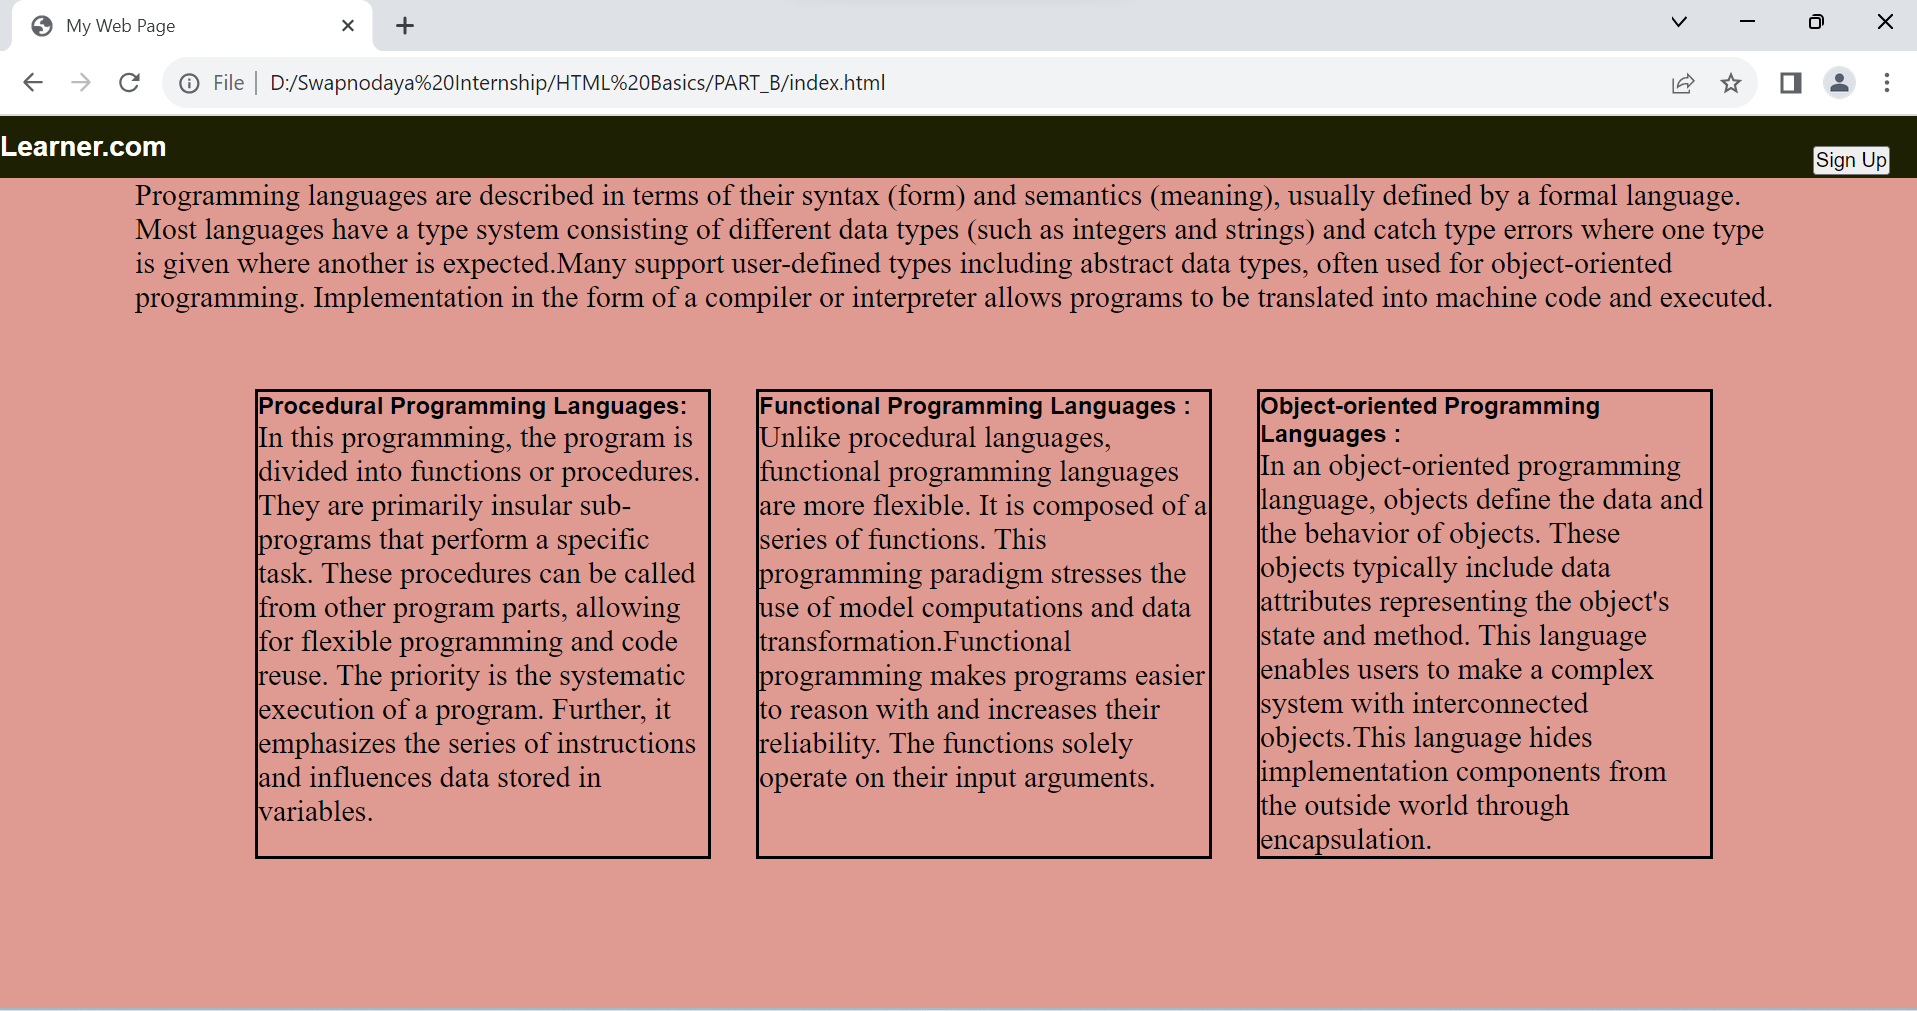 My Web Page
File
D:/Swapnodaya%20Internship/HTML%20Basics/PART_B/index.html
Learner.com
Sign Up
Programming languages are described in terms of their syntax (form) and semantics (meaning), usually defined by a formal language.
Most languages have a type system consisting of different data types (such as integers and strings) and catch type errors where one type
is given where another is expected.Many support user-defined types including abstract data types, often used for object-oriented
programming. Implementation in the form of a compiler or interpreter allows programs to be translated into machine code and executed.
Procedural Programming Languages:
In this programming, the program is
divided into functions or procedures.
They are primarily insular sub-
programs that perform a specific
task. These procedures can be called
from other program parts, allowing
for flexible programming and code
reuse. The priority is the systematic
execution of a program. Further, it
emphasizes the series of instructions
and influences data stored in
variables.
Functional Programming Languages :
Unlike procedural languages,
functional programming languages
are more flexible. It is composed of a
series of functions. This
programming paradigm stresses the
use of model computations and data
transformation.Functional
programming makes programs easier
to reason with and increases their
reliability. The functions solely
operate on their input arguments.
Object-oriented Programming
Languages :
In an object-oriented programming
language, objects define the data and
the behavior of objects. These
objects typically include data
attributes representing the object's
state and method. This language
enables users to make a complex
system with interconnected
objects.This language hides
implementation components from
the outside world through
encapsulation.